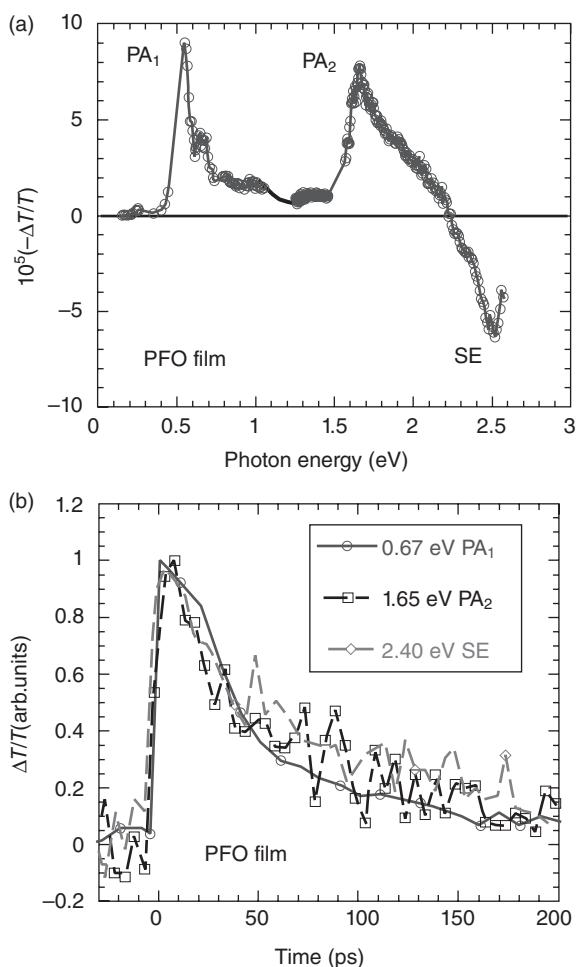 (a)
10
PA₁
PA₂
5
0
10⁵(−ΔT/T)
−5
PFO film
SE
−10
0 0.5 1 1.5 2 2.5 3
Photon energy (eV)
(b)
1.2
1
0.8
0.6
0.4
0.2
0
−0.2
0.67 eV PA₁
1.65 eV PA₂
2.40 eV SE
ΔT/T(arb.units)
PFO film
0 50 100 150 200
Time (ps)